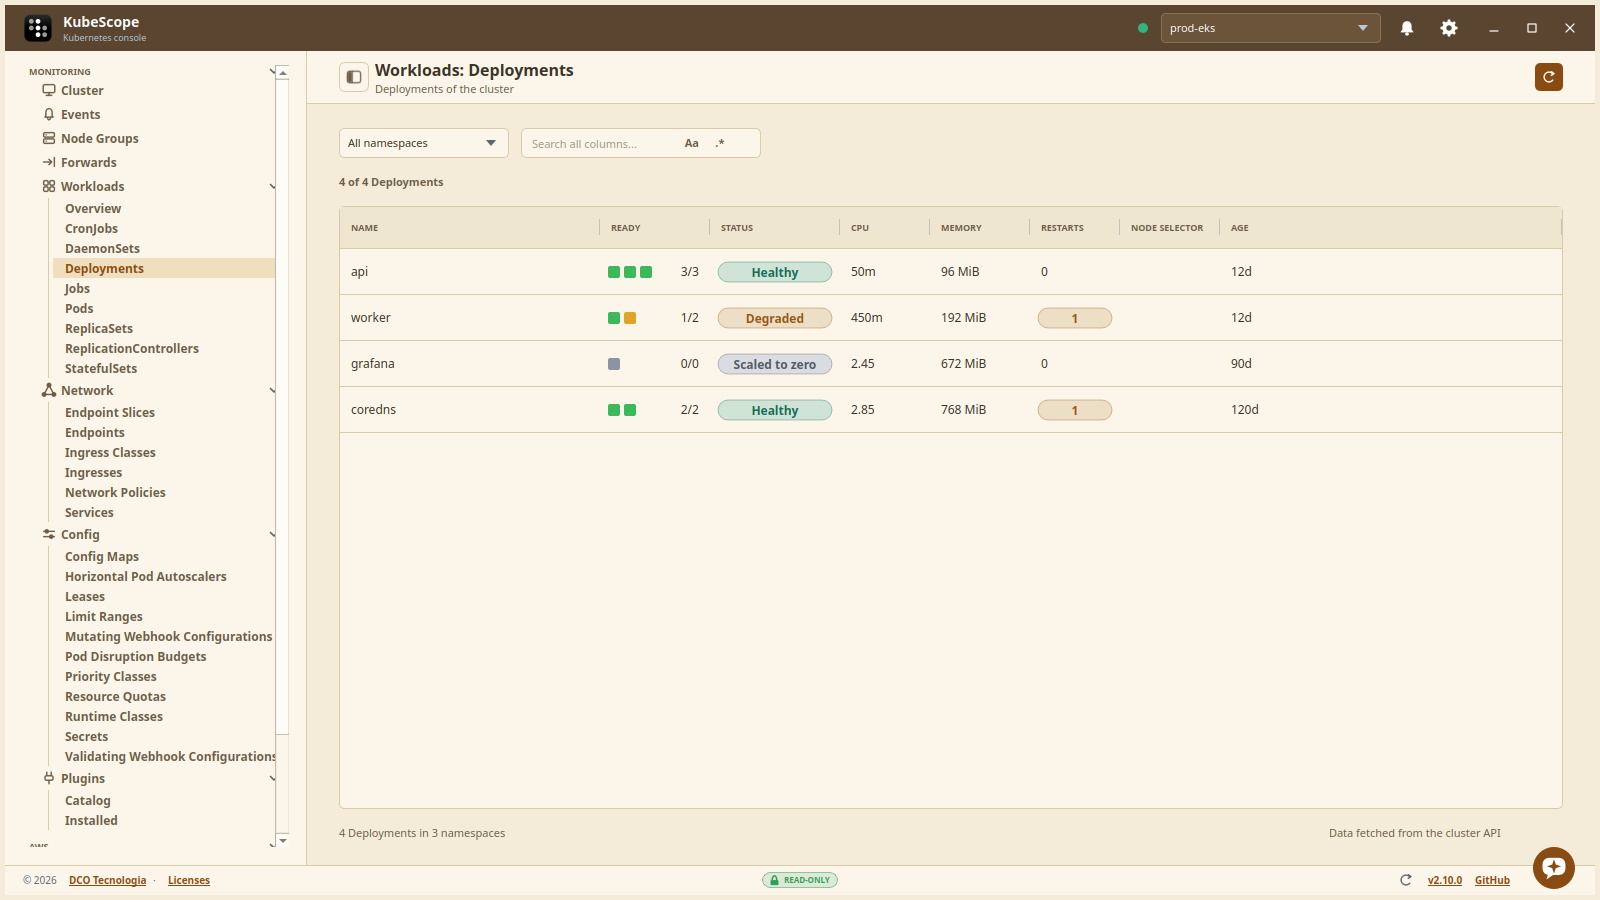 KubeScope
Kubernetes console
prod-eks
MONITORING
Cluster
Events
Node Groups
Forwards
Workloads
Overview
CronJobs
DaemonSets
Deployments
Jobs
Pods
ReplicaSets
ReplicationControllers
StatefulSets
Network
Endpoint Slices
Endpoints
Ingress Classes
Ingresses
Network Policies
Services
Config
Config Maps
Horizontal Pod Autoscalers
Leases
Limit Ranges
Mutating Webhook Configurations
Pod Disruption Budgets
Priority Classes
Resource Quotas
Runtime Classes
Secrets
Validating Webhook Configurations
Plugins
Catalog
Installed
Workloads: Deployments
Deployments of the cluster
All namespaces
Search all columns... Aa .*
4 of 4 Deployments
NAME READY STATUS CPU MEMORY RESTARTS NODE SELECTOR AGE
api 3/3 Healthy 50m 96 MiB 0 12d
worker 1/2 Degraded 450m 192 MiB 1 12d
grafana 0/0 Scaled to zero 2.45 672 MiB 0 90d
coredns 2/2 Healthy 2.85 768 MiB 1 120d
4 Deployments in 3 namespaces
Data fetched from the cluster API
© 2026 DCO Tecnologia · Licenses
READ-ONLY
v2.10.0 GitHub